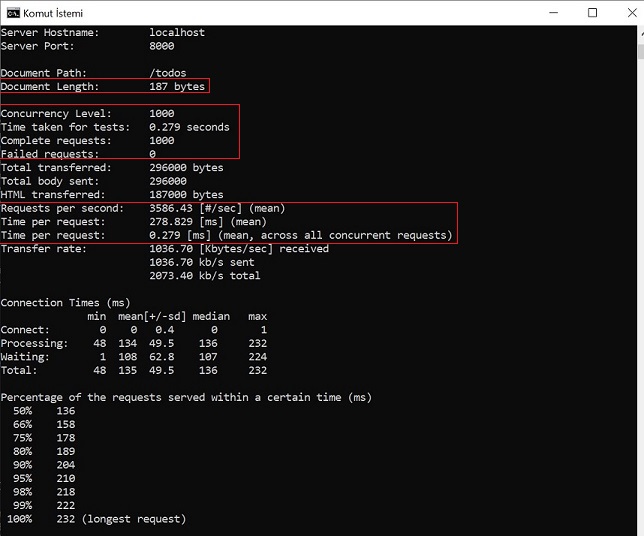 Komut İstemi
Server Hostname: localhost
Server Port: 8000
Document Path: /todos
Document Length: 187 bytes
Concurrency Level: 1000
Time taken for tests: 0.279 seconds
Complete requests: 1000
Failed requests: 0
Total transferred: 296000 bytes
Total body sent: 296000
HTML transferred: 187000 bytes
Requests per second: 3586.43 [#/sec] (mean)
Time per request: 278.829 [ms] (mean)
Time per request: 0.279 [ms] (mean, across all concurrent requests)
Transfer rate: 1036.70 [Kbytes/sec] received
1036.70 kb/s sent
2073.40 kb/s total
Connection Times (ms)
min mean[+/-sd] median max
Connect: 0 0 0.4 0 1
Processing: 48 134 49.5 136 232
Waiting: 1 108 62.8 107 224
Total: 48 135 49.5 136 232
Percentage of the requests served within a certain time (ms)
50% 136
66% 158
75% 178
80% 189
90% 204
95% 210
98% 218
99% 222
100% 232 (longest request)